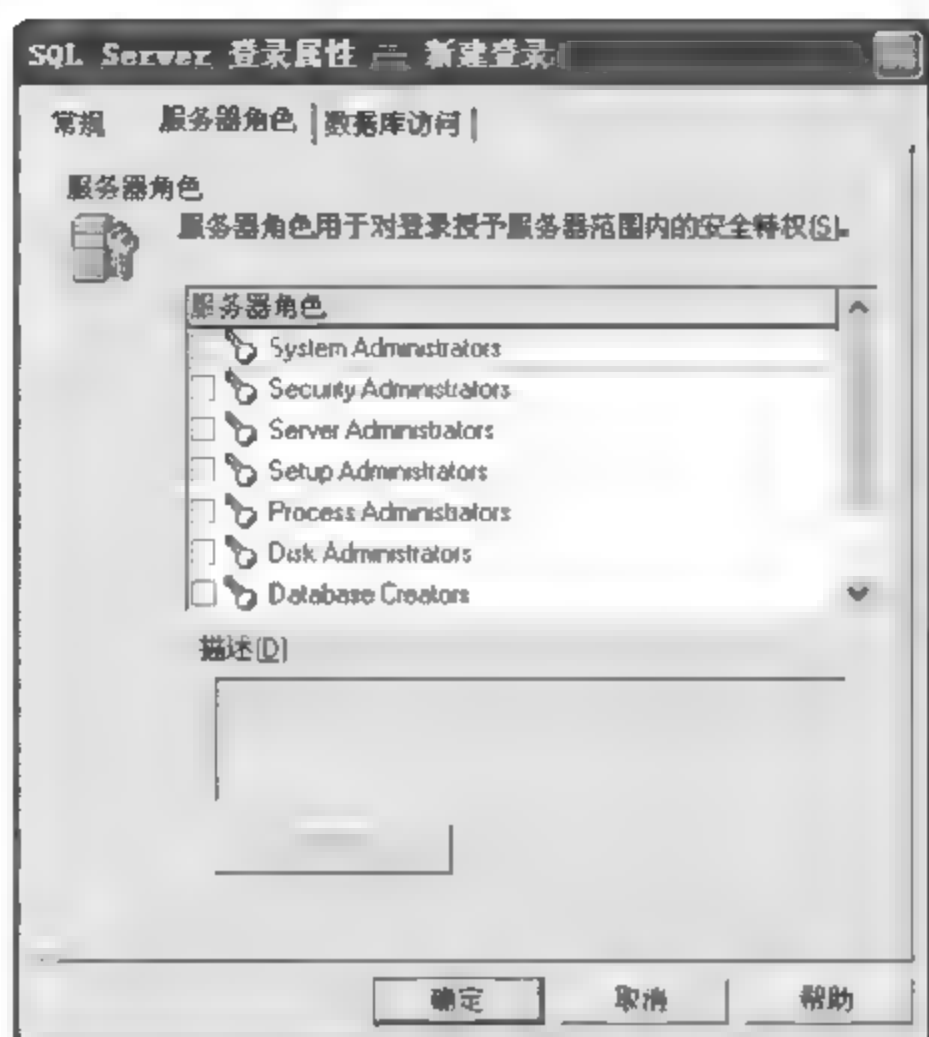 SQL Server 登录属性 — 新建登录
常规 服务器角色 数据库访问
服务器角色
服务器角色用于对登录授予服务器范围内的安全特权(S)。
服务器角色
System Administrators
Security Administrators
Server Administrators
Setup Administrators
Process Administrators
Disk Administrators
Database Creators
描述(D)
确定 取消 帮助